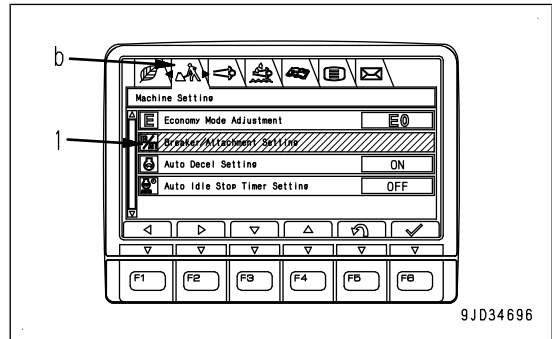 b
Machine Setting
E Economy Mode Adjustment E0
1
B/ATT Breaker/Attachment Setting
Auto Decel Setting ON
Auto Idle Stop Timer Setting OFF
F1 F2 F3 F4 F5 F6
9JD34696